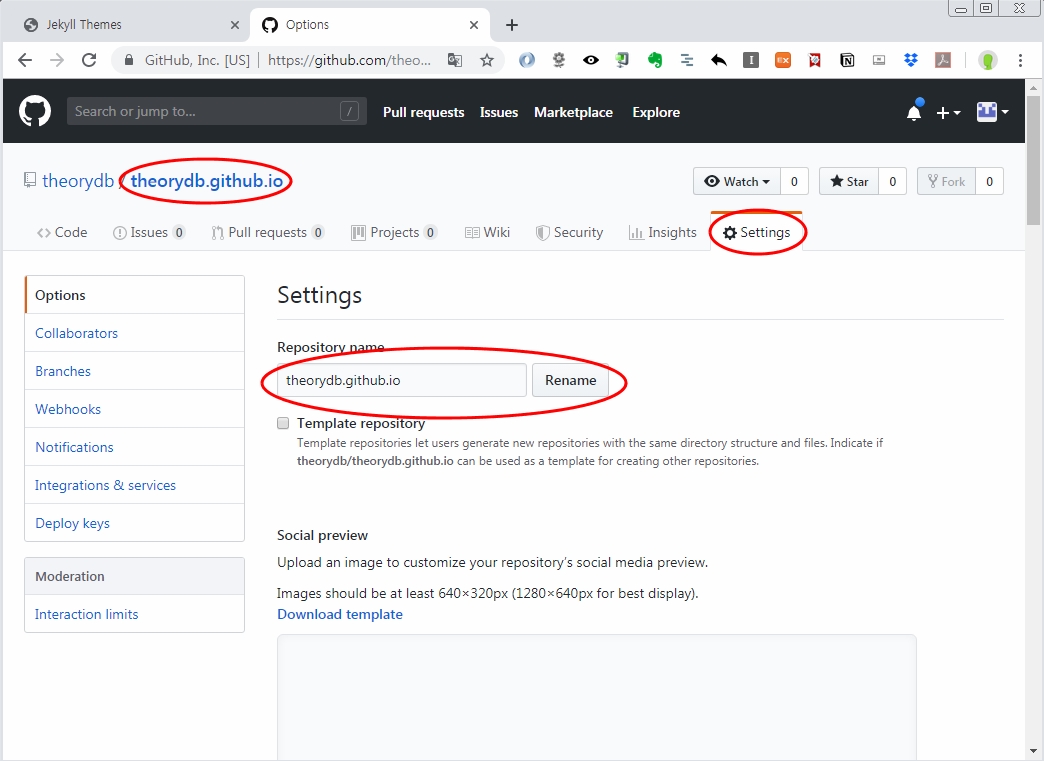 Jekyll Themes
Options
GitHub, Inc. [US] | https://github.com/theo...
Search or jump to... /
Pull requests Issues Marketplace Explore
theorydb / theorydb.github.io
Watch 0 Star 0 Fork 0
Code Issues 0 Pull requests 0 Projects 0 Wiki Security Insights Settings
Options
Collaborators
Branches
Webhooks
Notifications
Integrations & services
Deploy keys
Moderation
Interaction limits
Settings
Repository name
theorydb.github.io Rename
Template repository
Template repositories let users generate new repositories with the same directory structure and files. Indicate if
theorydb/theorydb.github.io can be used as a template for creating other repositories.
Social preview
Upload an image to customize your repository's social media preview.
Images should be at least 640×320px (1280×640px for best display).
Download template